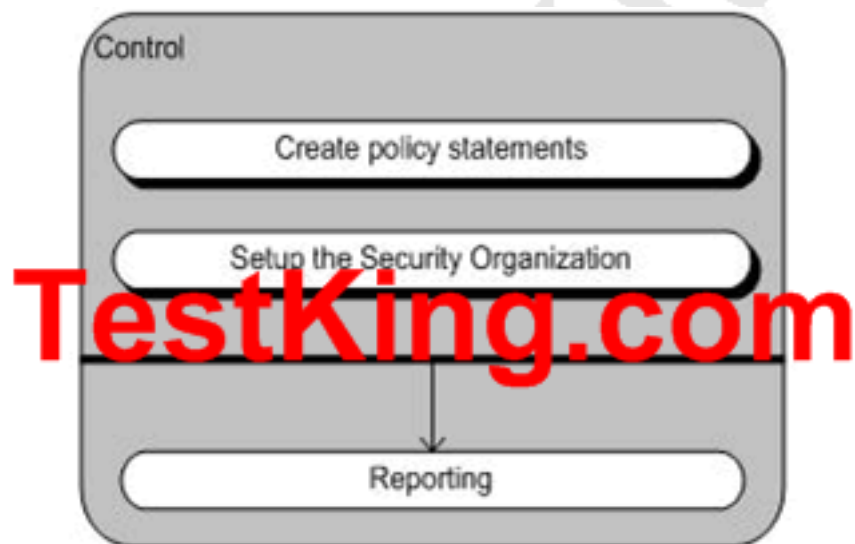 Control
Create policy statements
Setup the Security Organization
TestKing.com
Reporting